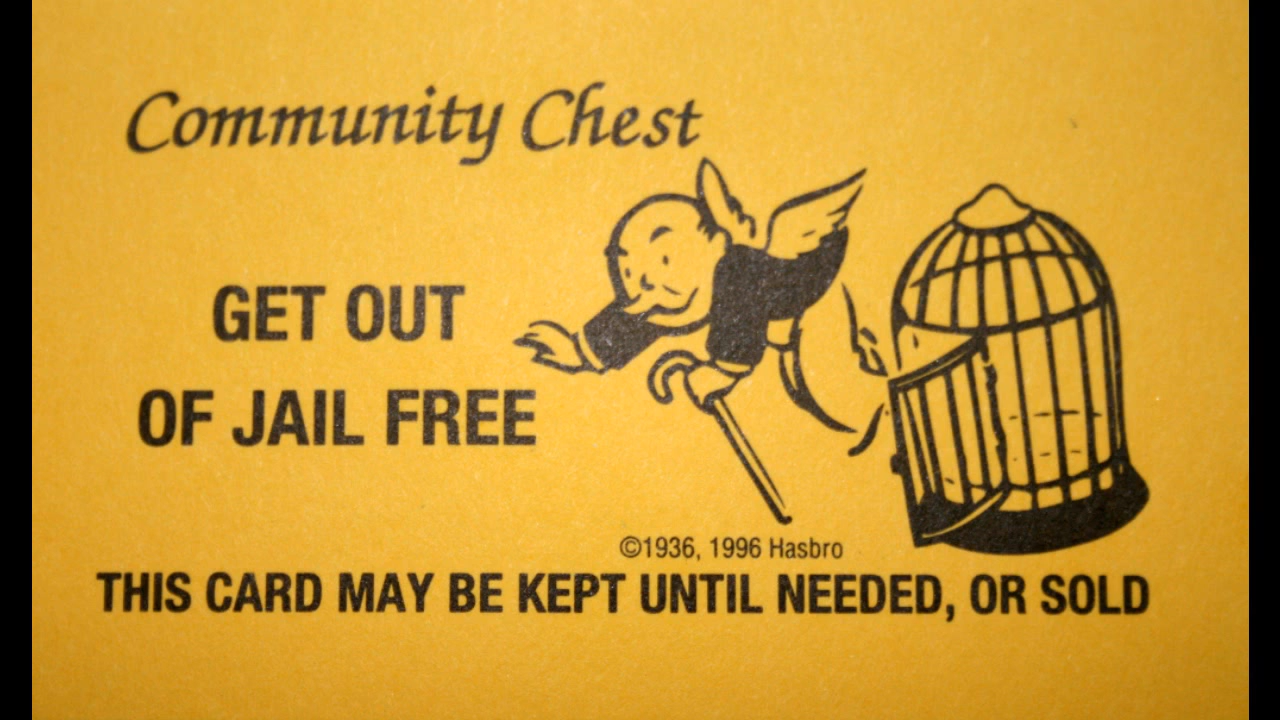 Community Chest
GET OUT
OF JAIL FREE
©1936, 1996 Hasbro
THIS CARD MAY BE KEPT UNTIL NEEDED, OR SOLD